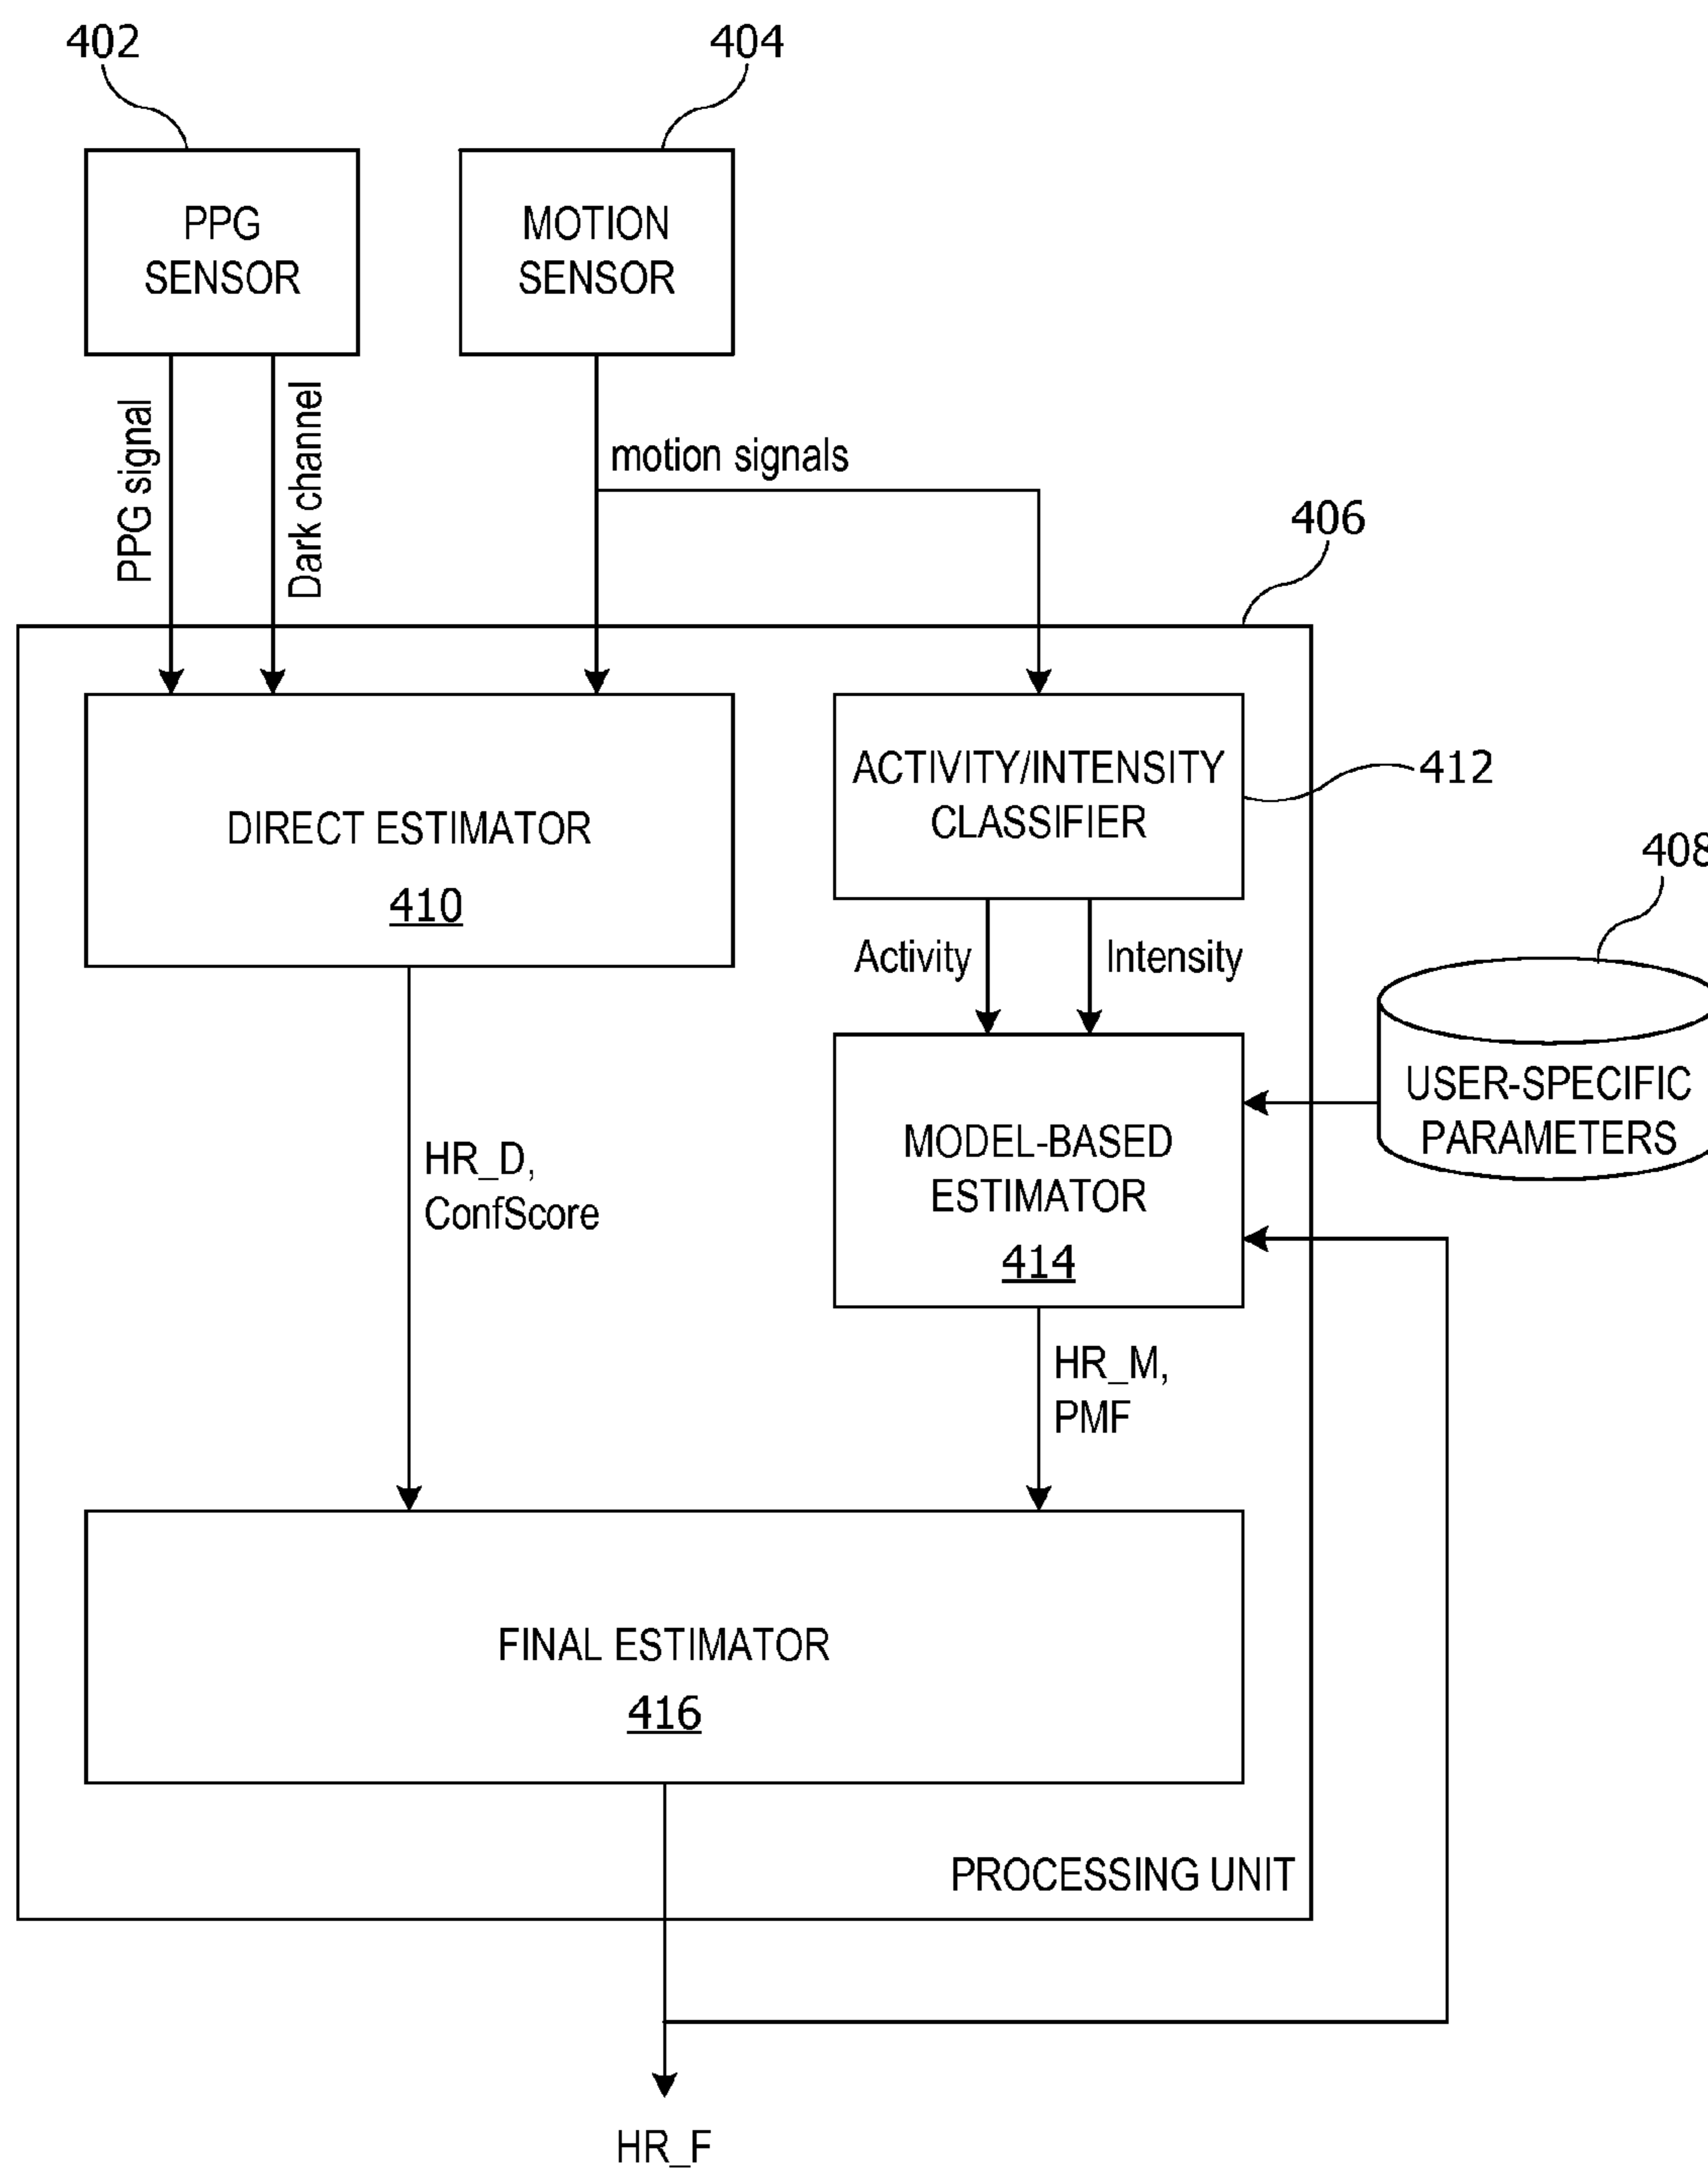 402
404
PPG
SENSOR
MOTION
SENSOR
PPG signal
Dark channel
motion signals
406
ACTIVITY/INTENSITY
CLASSIFIER
412
DIRECT ESTIMATOR
410
408
Activity
Intensity
USER-SPECIFIC
PARAMETERS
MODEL-BASED
ESTIMATOR
414
HR_D,
ConfScore
HR_M,
PMF
FINAL ESTIMATOR
416
PROCESSING UNIT
HR_F